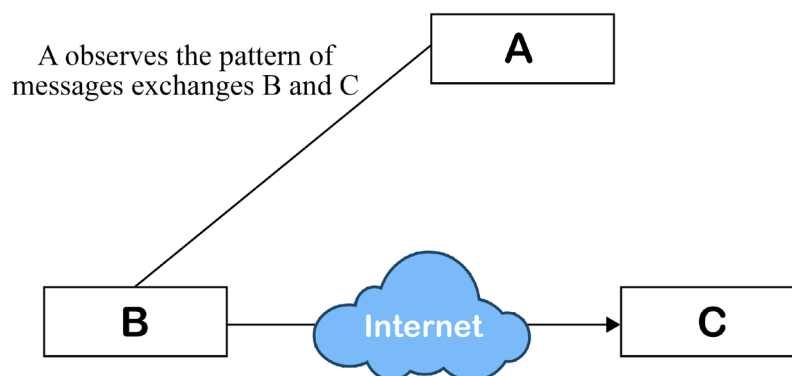 A observes the pattern of
messages exchanges B and C
A
B
Internet
C